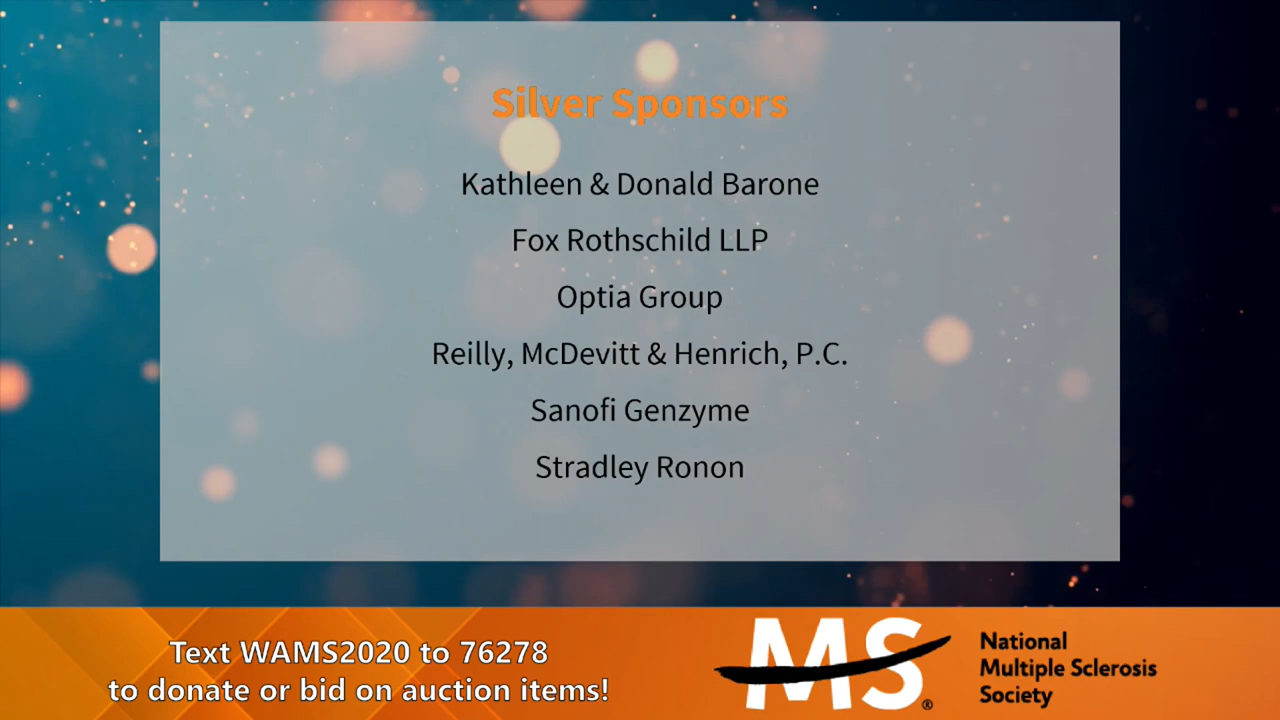 Silver Sponsors
Kathleen & Donald Barone
Fox Rothschild LLP
Optia Group
Reilly, McDevitt & Henrich, P.C.
Sanofi Genzyme
Stradley Ronon
Text WAMS2020 to 76278
to donate or bid on auction items!
MS®
National
Multiple Sclerosis
Society